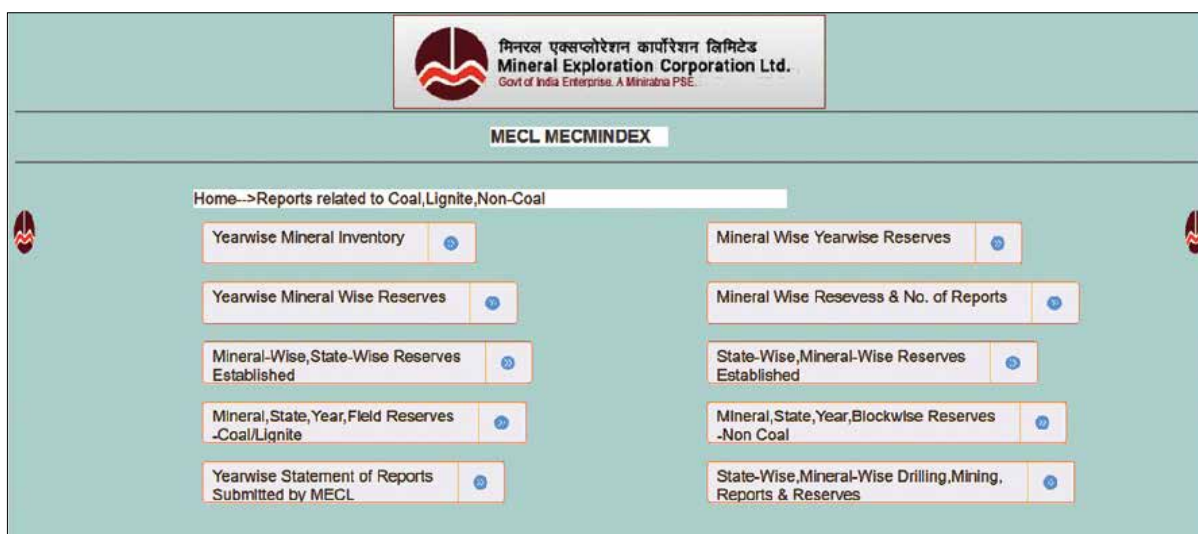 मिनरल एक्सप्लोरेशन कार्पोरेशन लिमिटेड
Mineral Exploration Corporation Ltd.
Govt of India Enterprise. A Miniratna PSE.
MECL MECMINDEX
Home-->Reports related to Coal,Lignite,Non-Coal
Yearwise Mineral Inventory
Mineral Wise Yearwise Reserves
Yearwise Mineral Wise Reserves
Mineral Wise Resevess & No. of Reports
Mineral-Wise,State-Wise Reserves
Established
State-Wise,Mineral-Wise Reserves
Established
Mineral,State,Year,Field Reserves
-Coal/Lignite
Mineral,State,Year,Blockwise Reserves
-Non Coal
Yearwise Statement of Reports
Submitted by MECL
State-Wise,Mineral-Wise Drilling,Mining,
Reports & Reserves